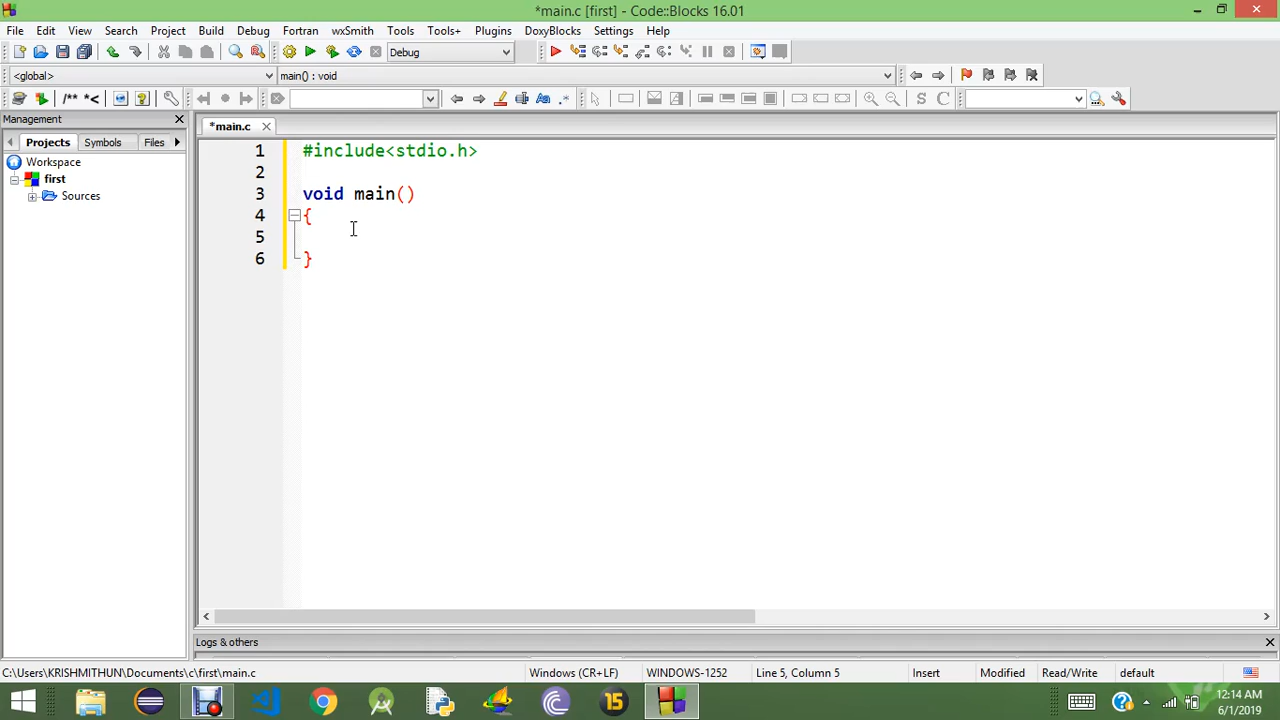 *main.c [first] - Code::Blocks 16.01
File Edit View Search Project Build Debug Fortran wxSmith Tools Tools+ Plugins DoxyBlocks Settings Help
Debug
<global> main() : void
/** *< S C
Management
*main.c
Projects Symbols Files
Workspace
first
Sources
1 #include<stdio.h>
2
3 void main()
4 {
5
6 }
Logs & others
C:\Users\KRISHMITHUN\Documents\c\first\main.c Windows (CR+LF) WINDOWS-1252 Line 5, Column 5 Insert Modified Read/Write default
15
12:14 AM
6/1/2019